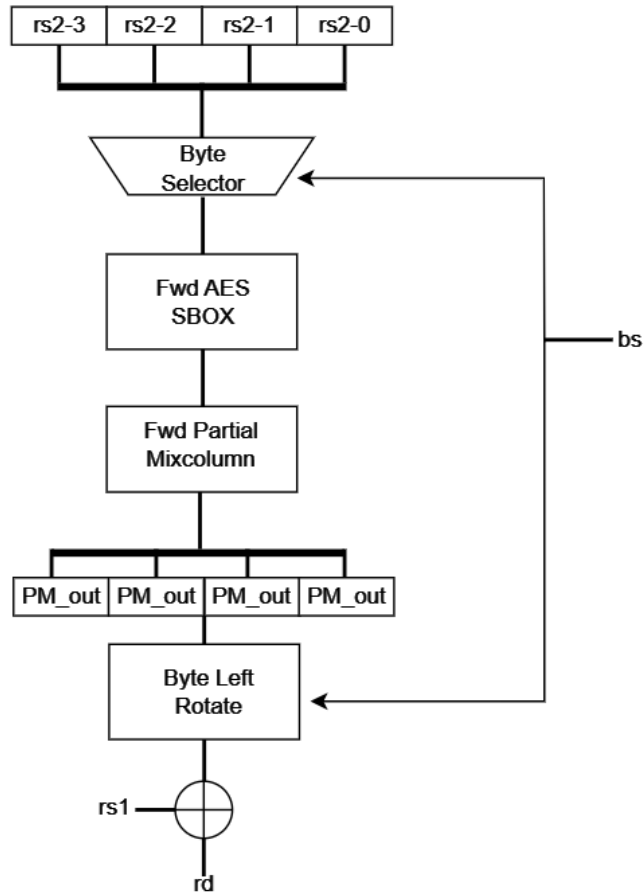 rs2-3 rs2-2 rs2-1 rs2-0
Byte
Selector
Fwd AES
SBOX
bs
Fwd Partial
Mixcolumn
PM_out PM_out PM_out PM_out
Byte Left
Rotate
rs1
rd